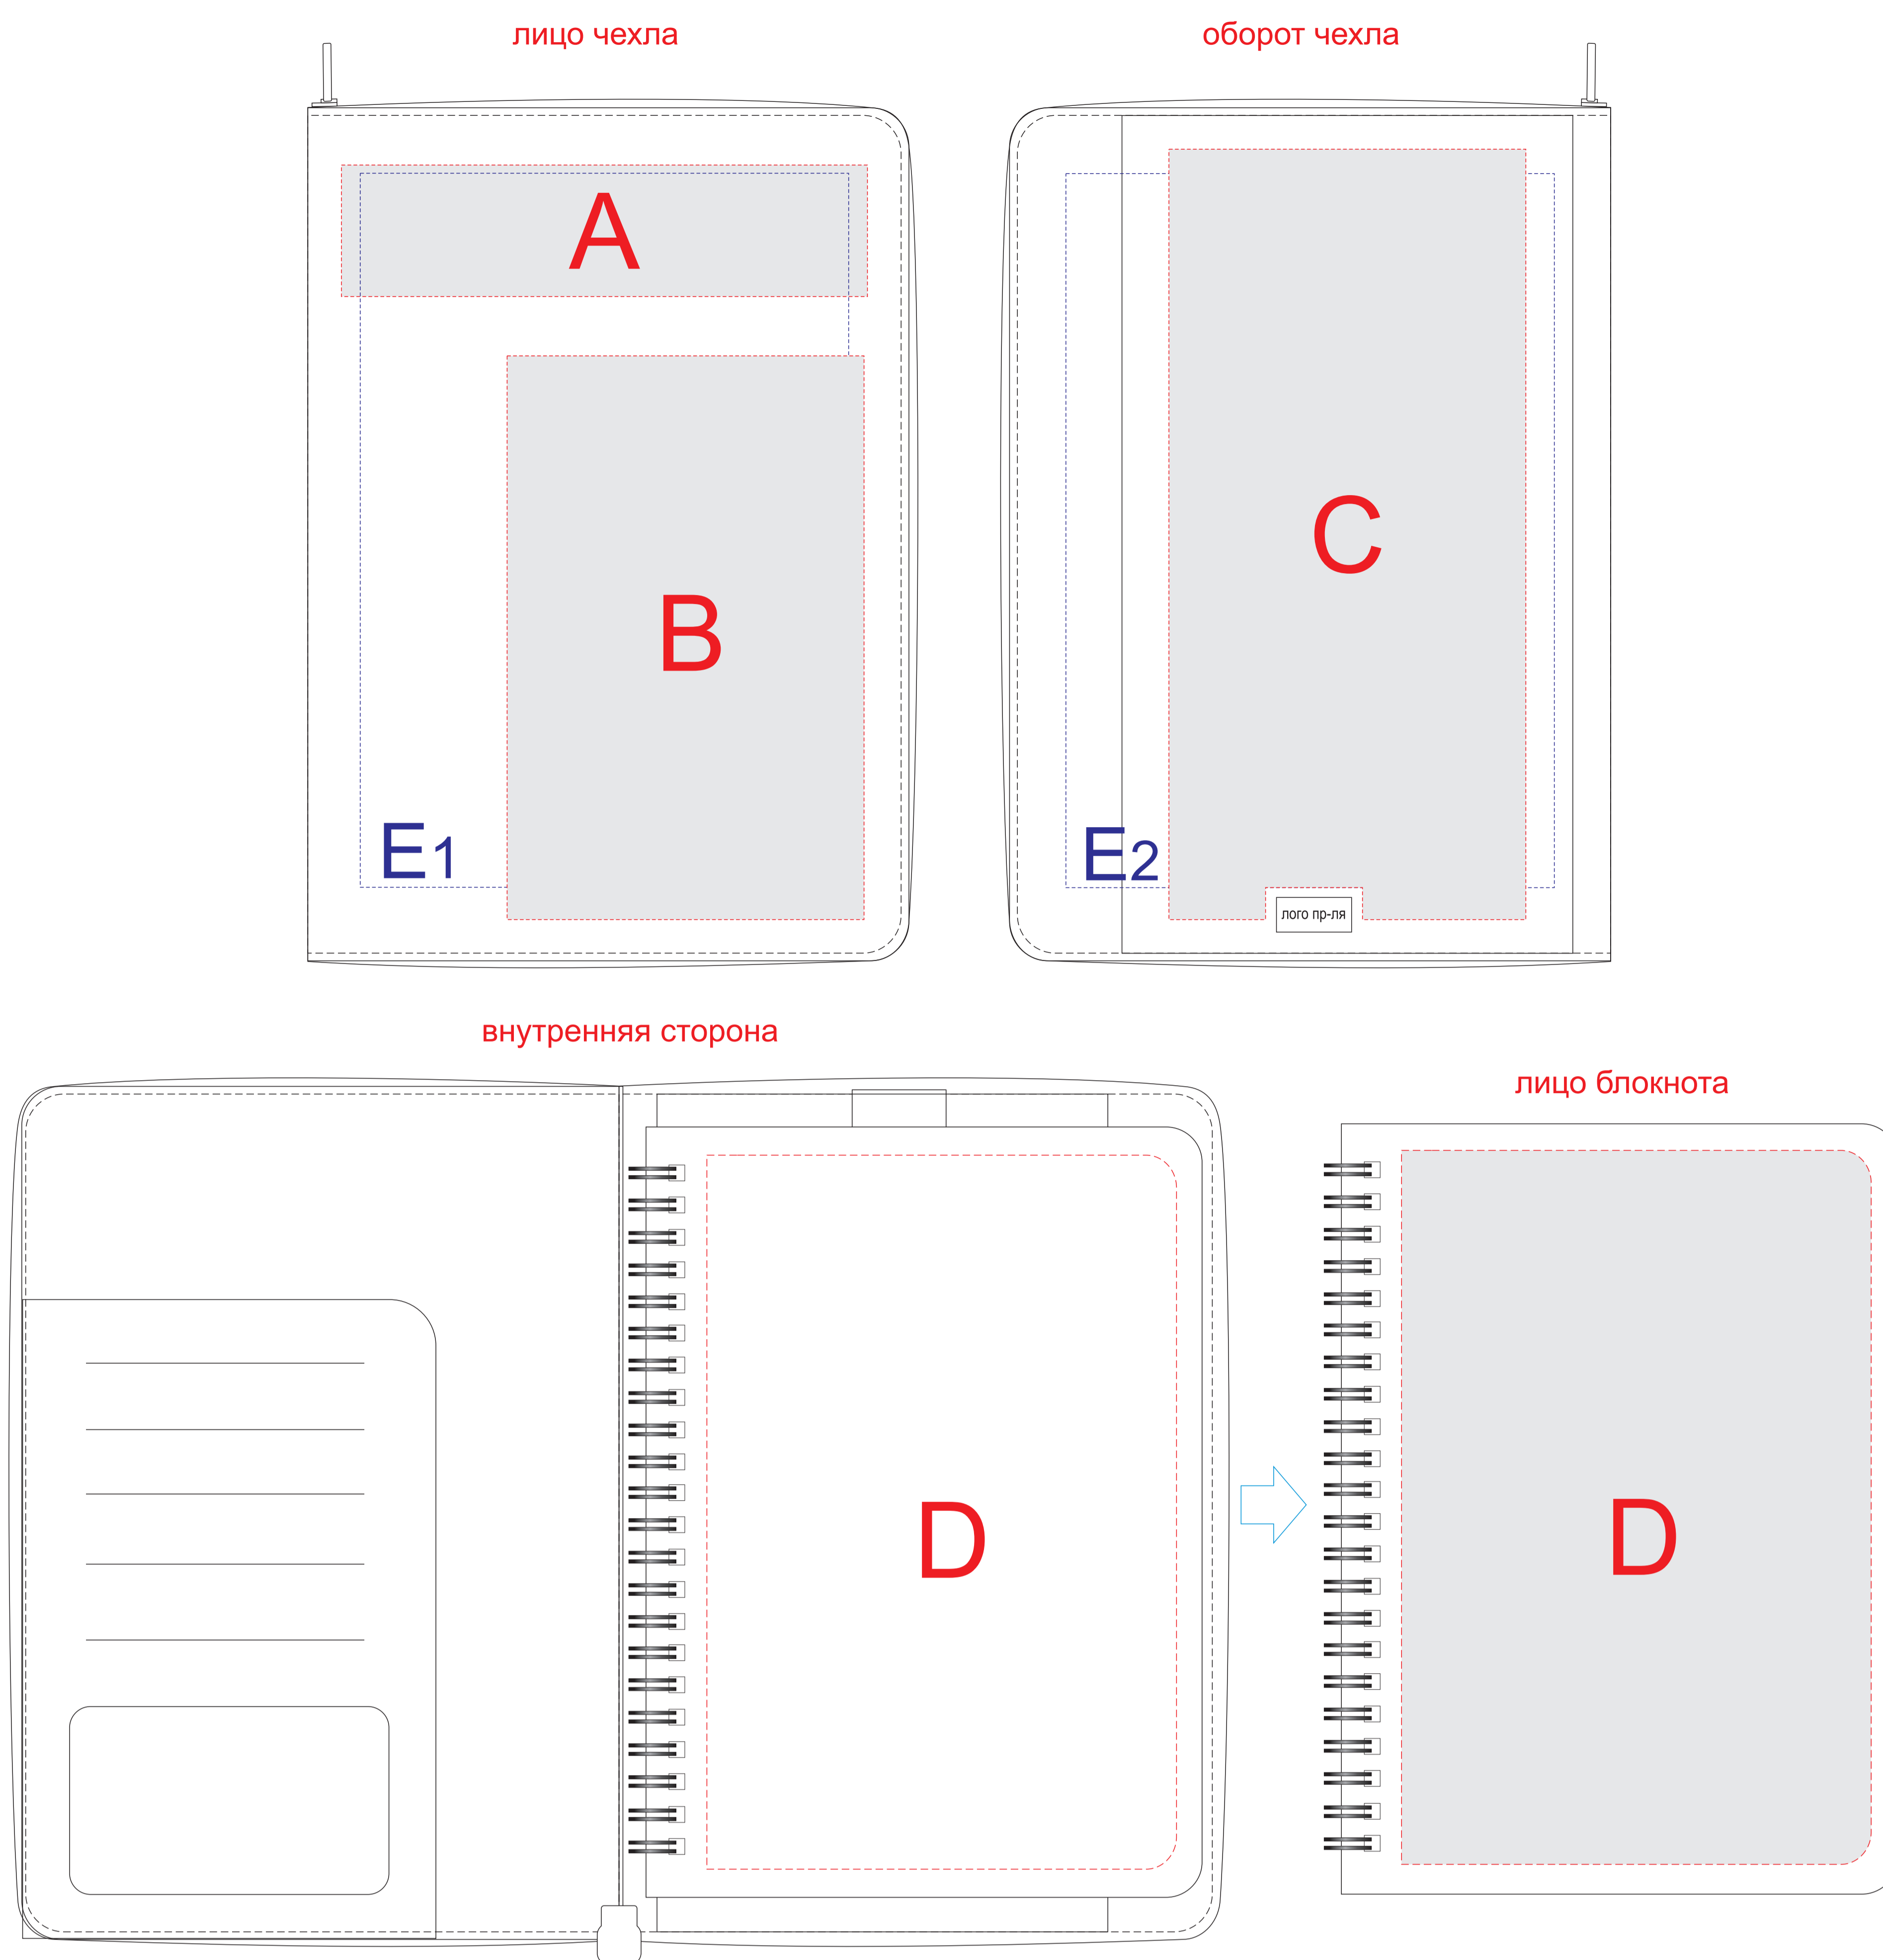 лицо чехла
оборот чехла
A
B
C
E1
E2
лого пр-ля
внутренняя сторона
лицо блокнота
D
D